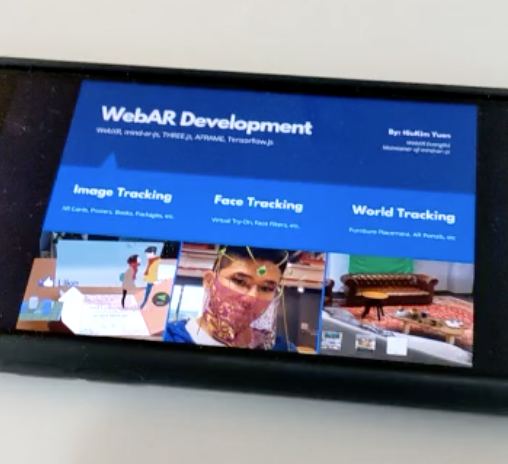 WebAR Development
By: HiuKim Yuen
WebAR, mind-ar-js, THREE.js, AFRAME, Tensorflow.js
WebAR Evanglist
Maintainer of mind-ar-js
Image Tracking
Face Tracking
World Tracking
AR Cards, Posters, Books, Packages, etc.
Virtual Try-On, Face Filters, etc.
Furniture Placement, AR Portals, etc
Like